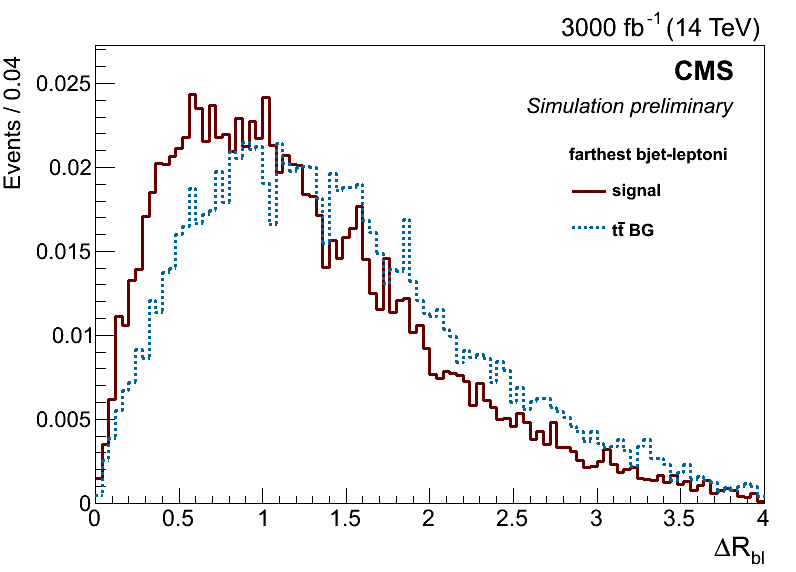 3000 fb⁻¹ (14 TeV)
Events / 0.04
CMS
Simulation preliminary
farthest bjet-leptoni
signal
tt̄ BG
0.025
0.02
0.015
0.01
0.005
0
0 0.5 1 1.5 2 2.5 3 3.5 4
ΔR_bl